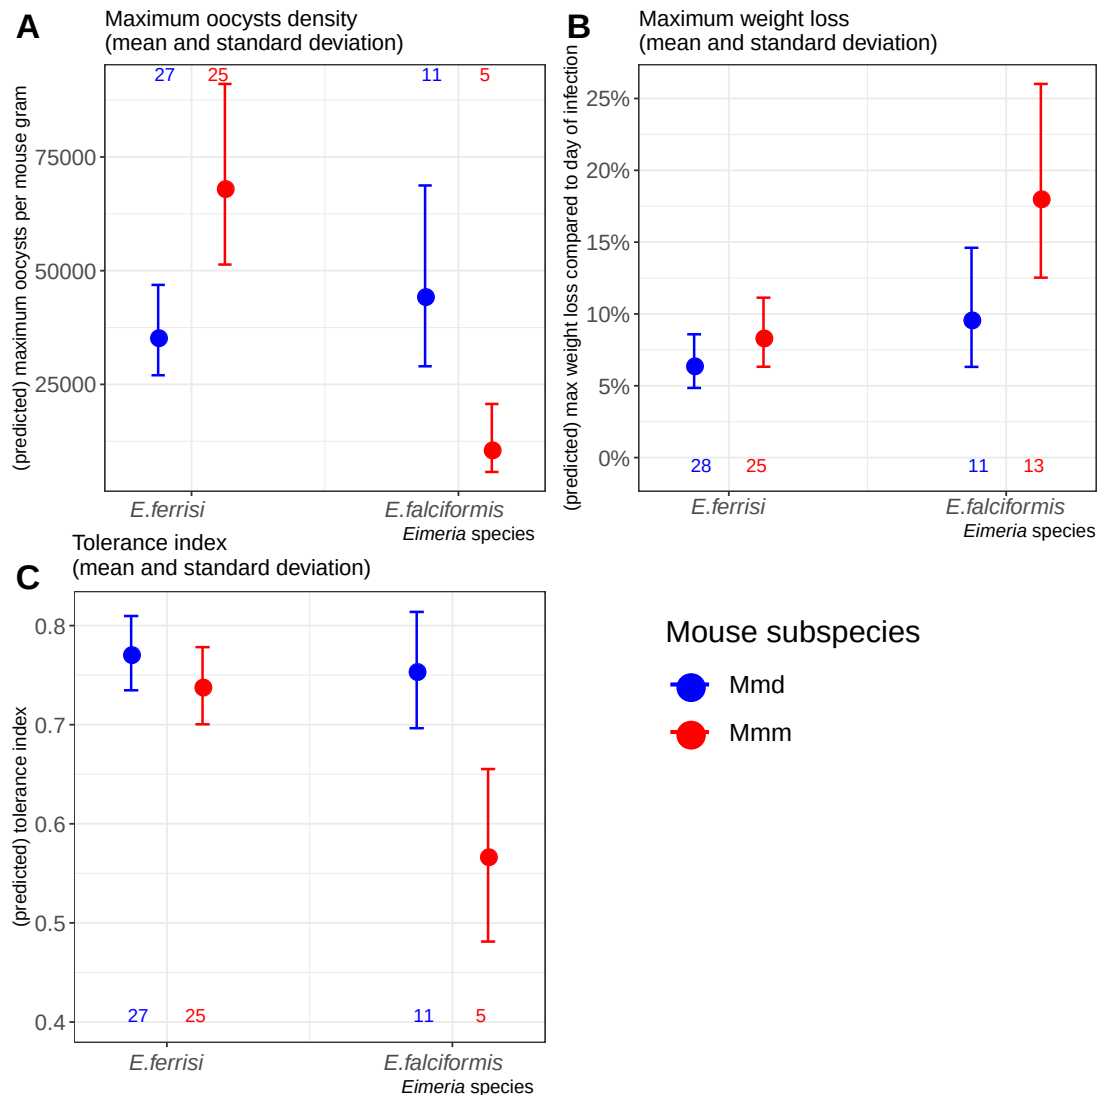 A
Maximum oocysts density
(mean and standard deviation)
27
25
11
5
(predicted) maximum oocysts per mouse gram
75000
50000
25000
E.ferrisi
E.falciformis
Eimeria species
B
Maximum weight loss
(mean and standard deviation)
(predicted) max weight loss compared to day of infection
25%
20%
15%
10%
5%
0%
28
25
11
13
E.ferrisi
E.falciformis
Eimeria species
C
Tolerance index
(mean and standard deviation)
(predicted) tolerance index
0.8
0.7
0.6
0.5
0.4
27
25
11
5
E.ferrisi
E.falciformis
Eimeria species
Mouse subspecies
Mmd
Mmm